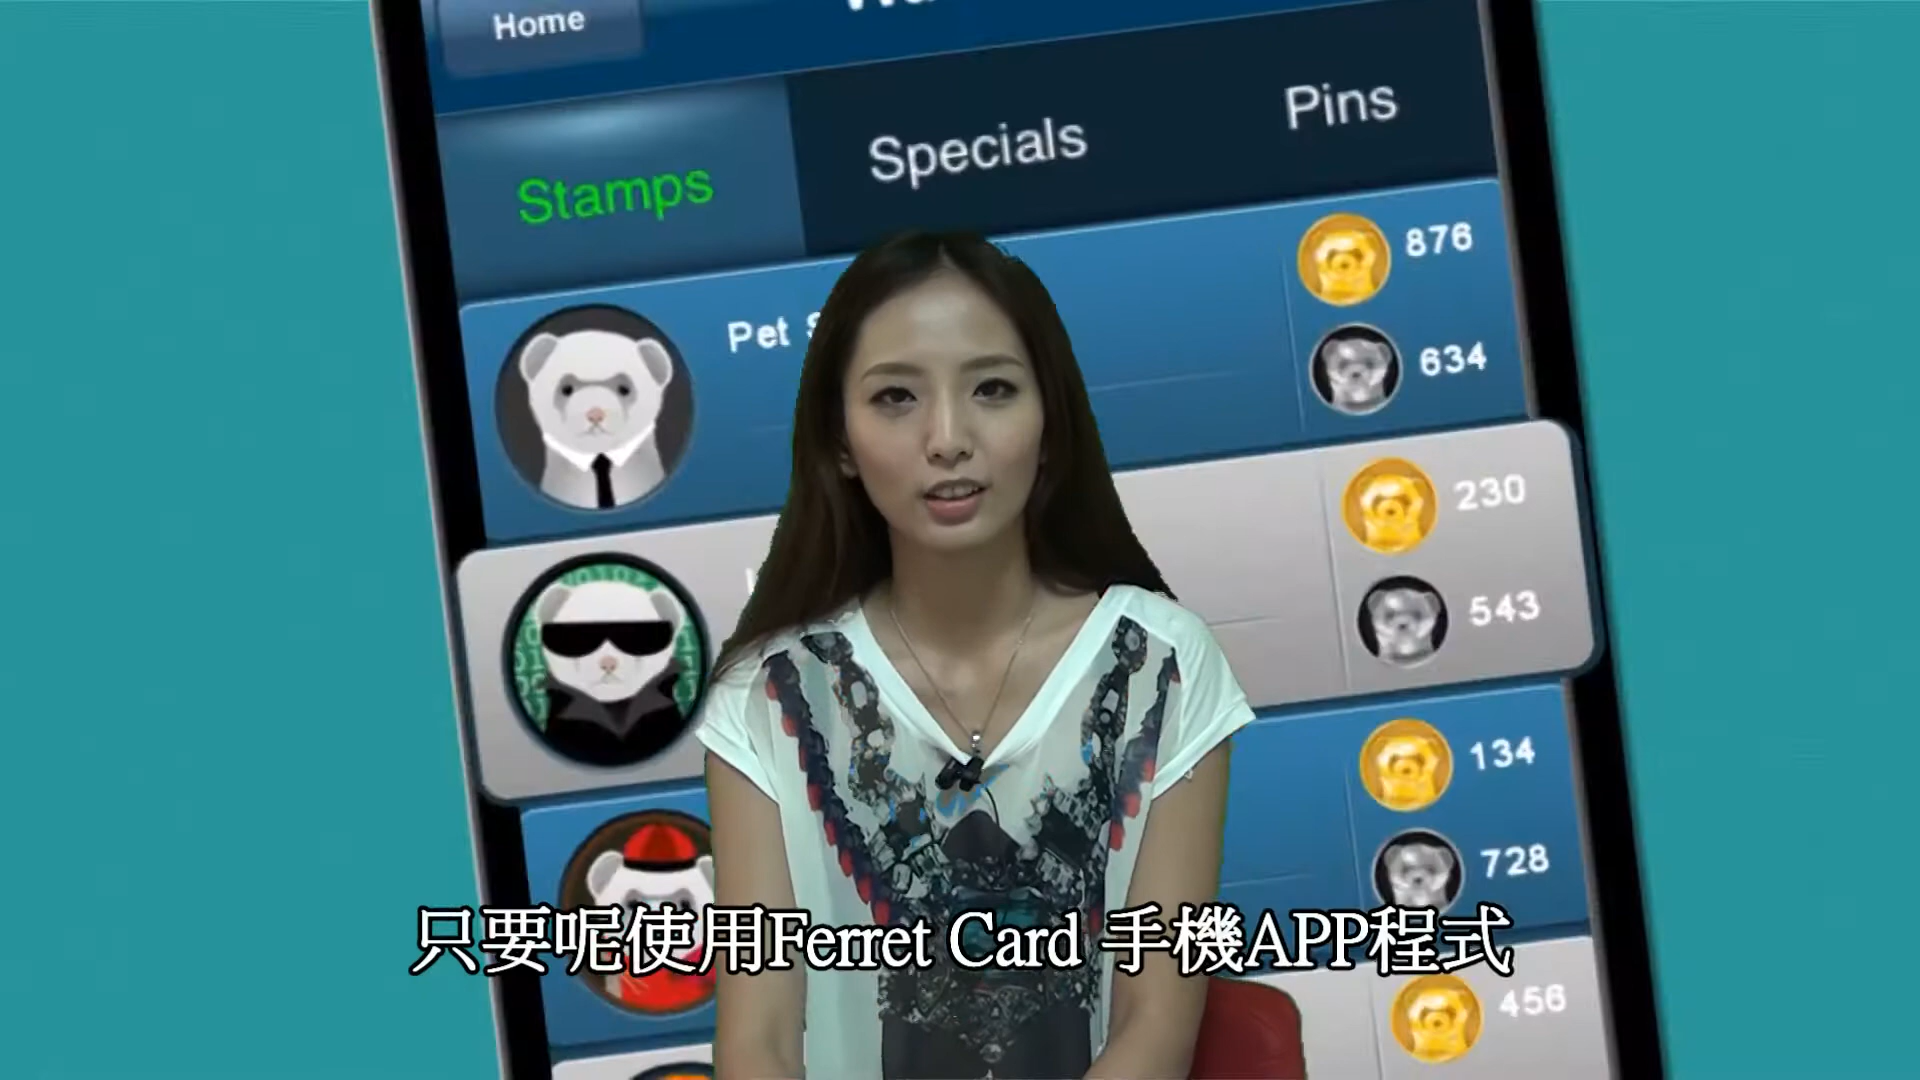 Home
Stamps
Specials
Pins
876
Pet
634
230
543
134
728
只要呢使用Ferret Card 手機APP程式
456